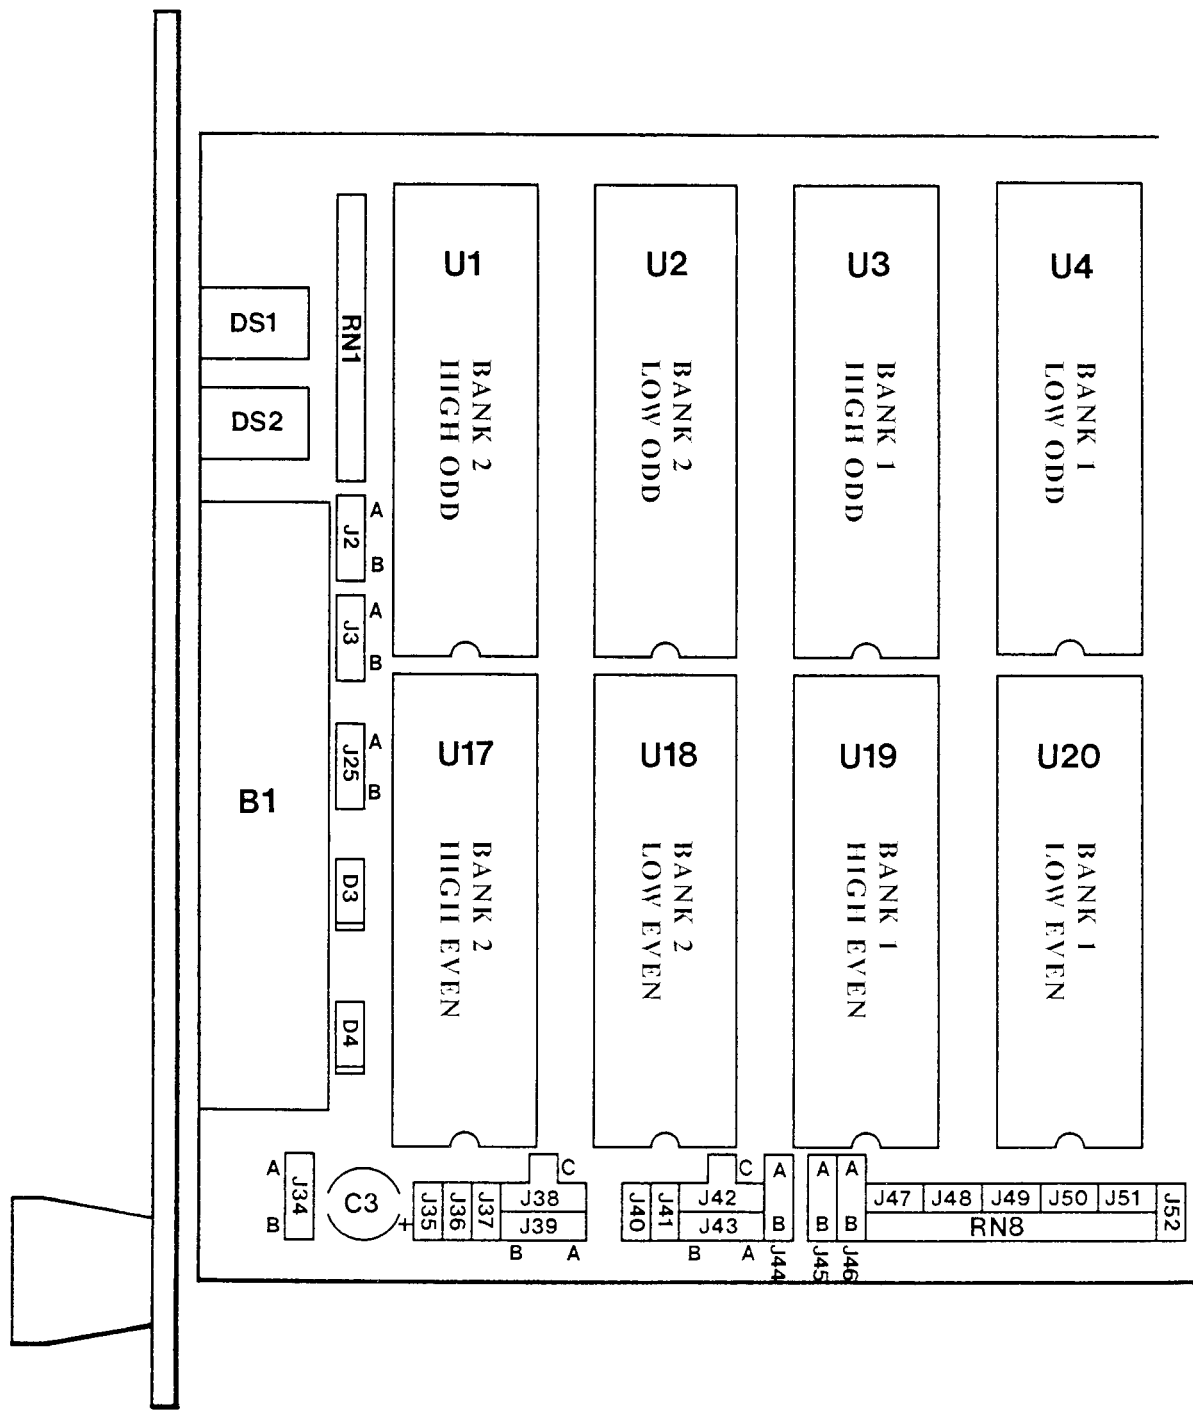 U1
U2
U3
U4
DS1
DS2
RN1
BANK 2
HIGH ODD
BANK 2
LOW ODD
BANK 1
HIGH ODD
BANK 1
LOW ODD
J2
A
B
J3
A
B
J25
A
B
B1
D3
D4
U17
U18
U19
U20
BANK 2
HIGH EVEN
BANK 2
LOW EVEN
BANK 1
HIGH EVEN
BANK 1
LOW EVEN
A
B
J34
C3
+
J35
J36
J37
J38
C
J39
B A
J40
J41
J42
C
J43
B A
A
B
J44
A
B
J45
A
B
J46
J47 J48 J49 J50 J51
RN8
J52